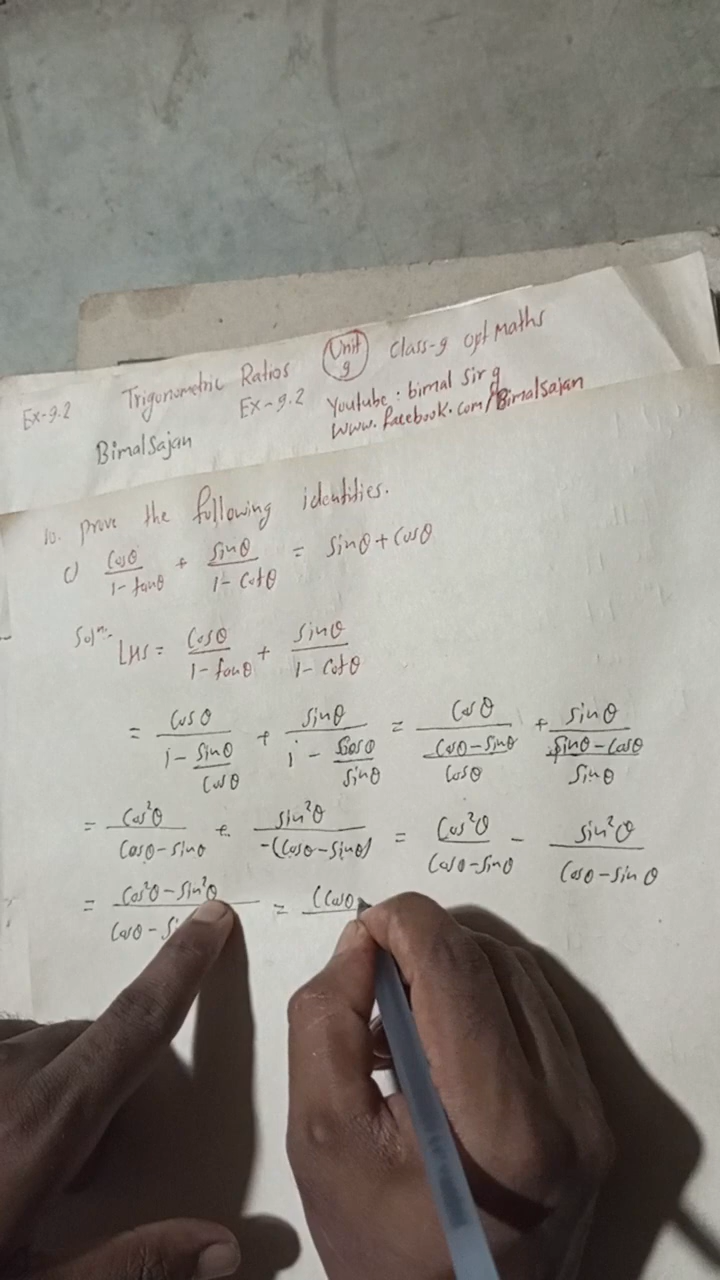 Ex-9.2 Trigonometric Ratios Unit 9 Class-9 opt Maths
BimalSajan Ex-9.2 Youtube: bimal Sir g
www.facebook.com/BimalSajan
10. prove the following identities.
c) Cosθ/1-tanθ + Sinθ/1-Cotθ = Sinθ+Cosθ
Soln. LHS = Cosθ/1-tanθ + Sinθ/1-Cotθ
= Cosθ/(1-Sinθ/Cosθ) + Sinθ/(1-Cosθ/Sinθ) = Cosθ/((Cosθ-Sinθ)/Cosθ) + Sinθ/((Sinθ-Cosθ)/Sinθ)
= Cos²θ/Cosθ-Sinθ + Sin²θ/-(Cosθ-Sinθ) = Cos²θ/Cosθ-Sinθ - Sin²θ/Cosθ-Sinθ
= Cos²θ-Sin²θ/Cosθ-S = (Cosθ